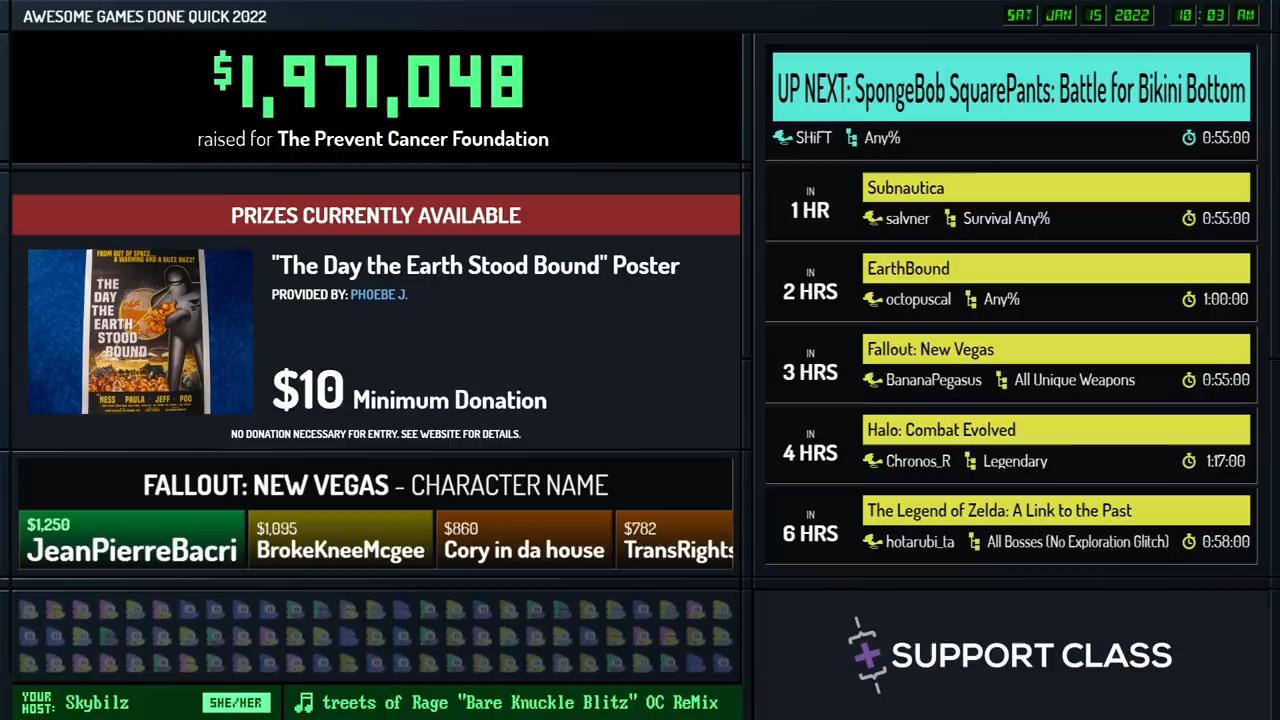 AWESOME GAMES DONE QUICK 2022
SAT JAN 15 2022 10:03 AM
$1,971,048
raised for The Prevent Cancer Foundation
PRIZES CURRENTLY AVAILABLE
FROM OUT OF SPACE...
A WARNING AND A BUZZ BUZZ!
THE
DAY
THE
EARTH
STOOD
BOUND
NESS PAULA JEFF POO
"The Day the Earth Stood Bound" Poster
PROVIDED BY: PHOEBE J.
$10 Minimum Donation
NO DONATION NECESSARY FOR ENTRY. SEE WEBSITE FOR DETAILS.
FALLOUT: NEW VEGAS - CHARACTER NAME
$1,250
JeanPierreBacri
$1,095
BrokeKneeMcgee
$860
Cory in da house
$782
TransRights
YOUR HOST: Skybilz SHE/HER
treets of Rage "Bare Knuckle Blitz" OC ReMix
UP NEXT: SpongeBob SquarePants: Battle for Bikini Bottom
SHiFT Any% 0:55:00
IN 1 HR
Subnautica
salvner Survival Any% 0:55:00
IN 2 HRS
EarthBound
octopuscal Any% 1:00:00
IN 3 HRS
Fallout: New Vegas
BananaPegasus All Unique Weapons 0:55:00
IN 4 HRS
Halo: Combat Evolved
Chronos_R Legendary 1:17:00
IN 6 HRS
The Legend of Zelda: A Link to the Past
hotarubi_ta All Bosses (No Exploration Glitch) 0:58:00
SUPPORT CLASS